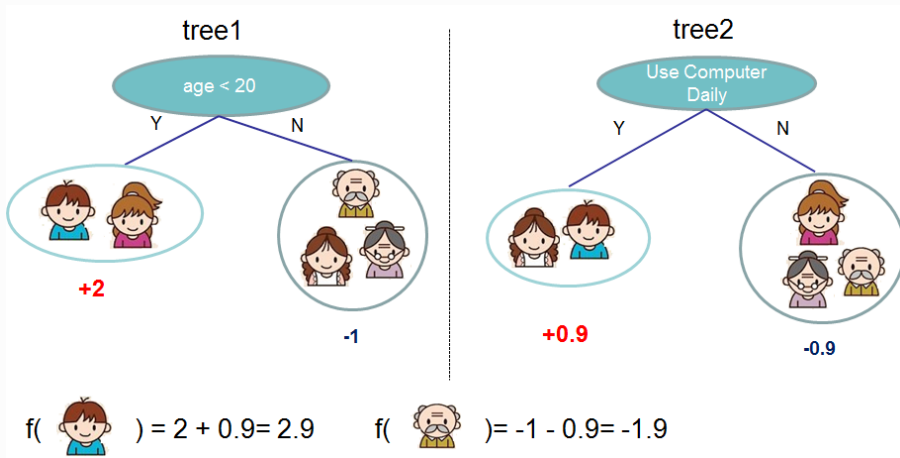 tree1
age < 20
Y
N
+2
-1
tree2
Use Computer
Daily
Y
N
+0.9
-0.9
f( ) = 2 + 0.9= 2.9
f( )= -1 - 0.9= -1.9